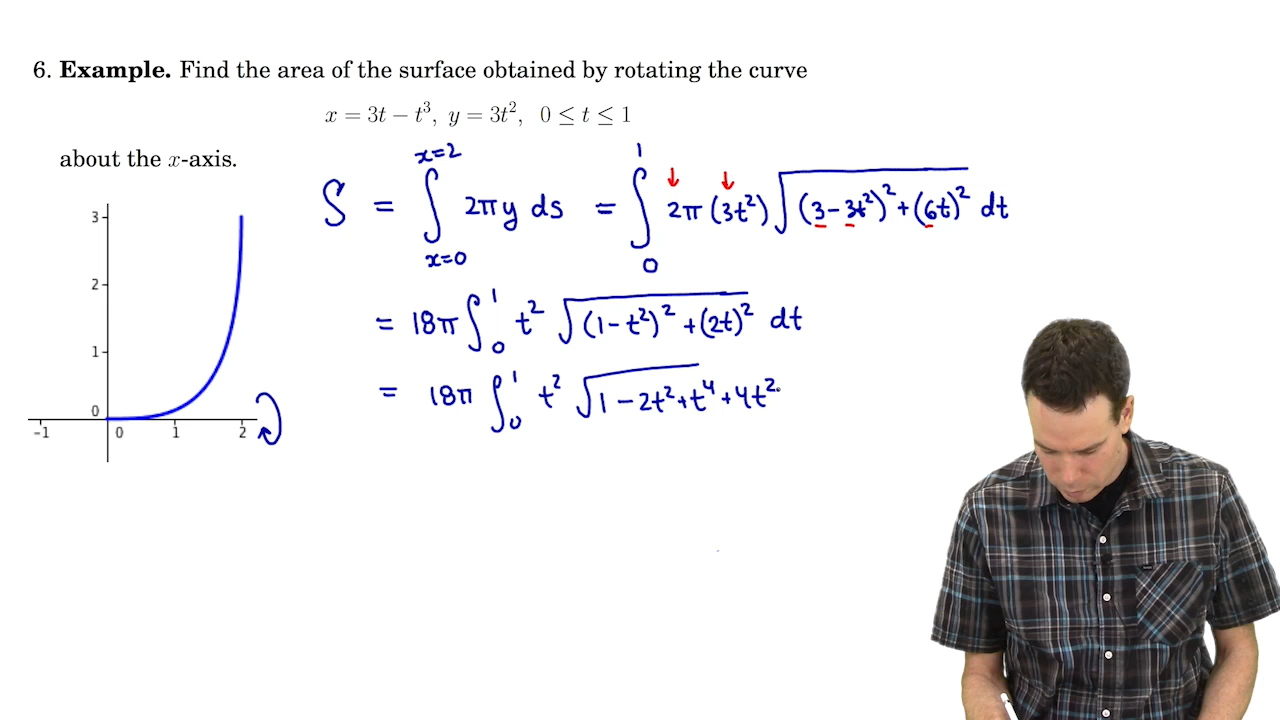 6. Example. Find the area of the surface obtained by rotating the curve
x = 3t − t³, y = 3t², 0 ≤ t ≤ 1
about the x-axis.
S = ∫_{x=0}^{x=2} 2πy ds = ∫_0^1 2π(3t²)√((3−3t²)²+(6t)²) dt
= 18π ∫_0^1 t² √((1−t²)²+(2t)²) dt
= 18π ∫_0^1 t² √(1−2t²+t⁴+4t²
3
2
1
0
-1 0 1 2